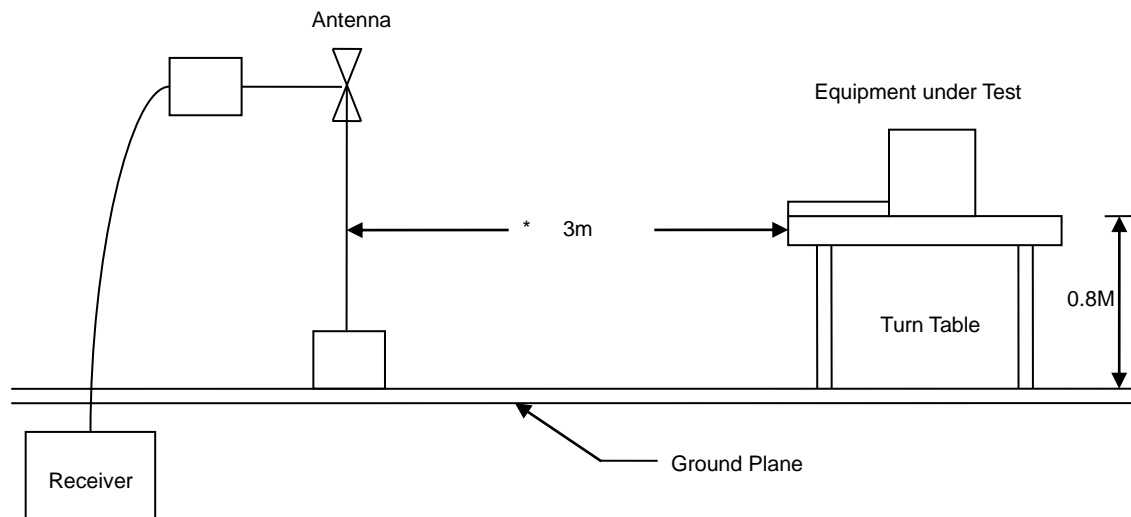 Antenna
Equipment under Test
* 3m
0.8M
Turn Table
Ground Plane
Receiver